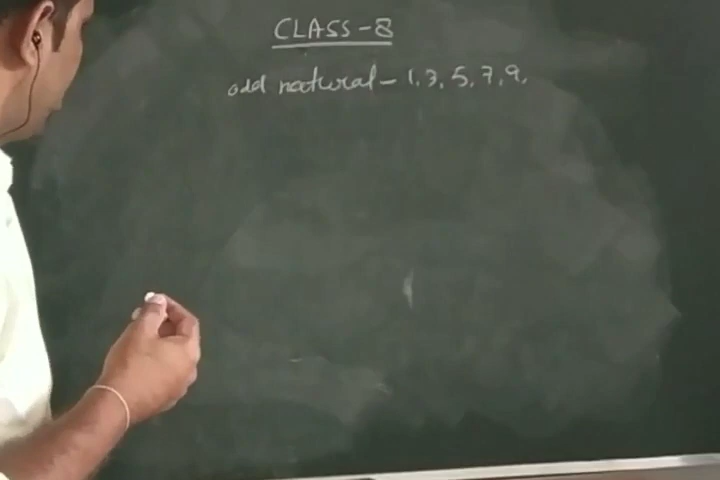 CLASS-8
odd natural - 1, 3, 5, 7, 9,